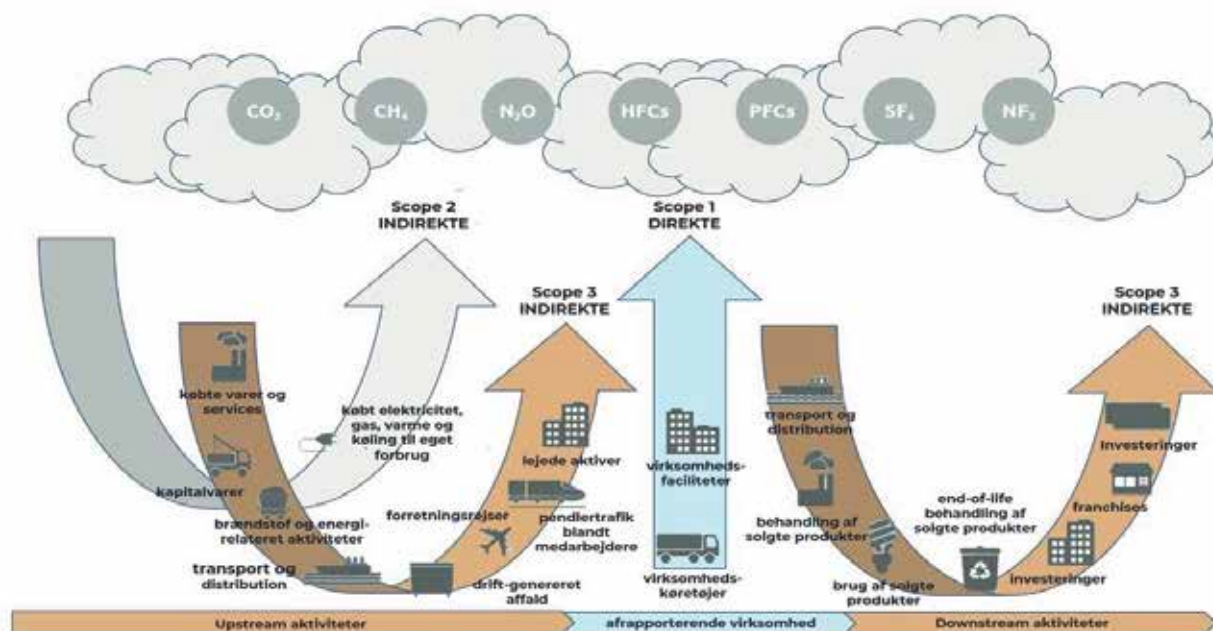 CO₂
CH₄
N₂O
HFCs
PFCs
SF₆
NF₃
Scope 2
INDIREKTE
Scope 1
DIREKTE
Scope 3
INDIREKTE
Scope 3
INDIREKTE
købte varer og
services
kapitalvarer
brændstof og energi-
relateret aktiviteter
transport og
distribution
købt elektricitet,
gas, varme og
køling til eget
forbrug
lejede aktiver
forretningsrejser
pendlertrafik
blandt
medarbejdere
drift-genereret
affald
virksomheds-
faciliteter
virksomheds-
køretøjer
transport og
distribution
behandling af
solgte produkter
brug af solgte
produkter
end-of-life
behandling af
solgte produkter
Investeringer
franchises
investeringer
Upstream aktiviteter
afrapporterende virksomhed
Downstream aktiviteter